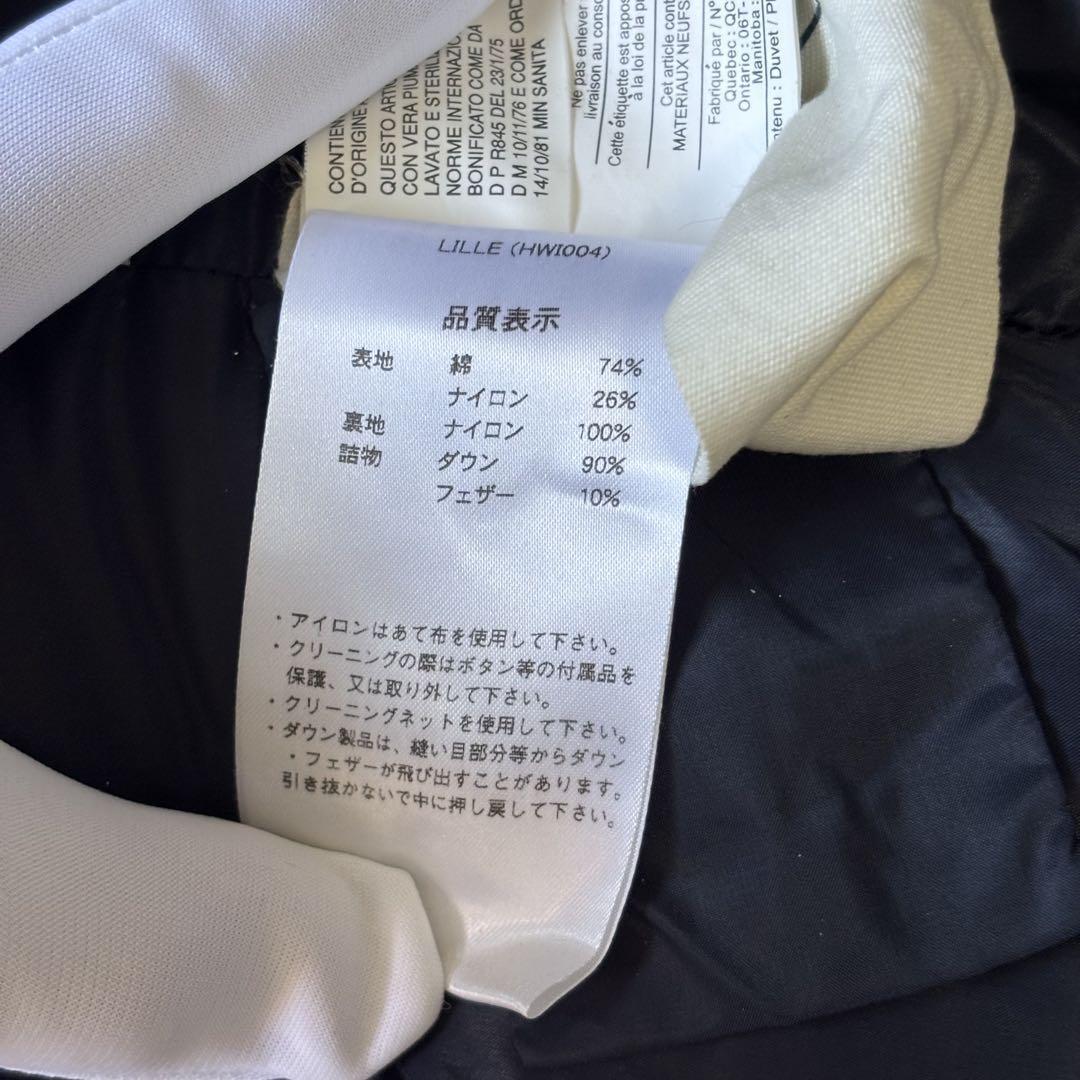 CONTIEN
D'ORIGINE
QUESTO ARTI
CON VERA PIUM
LAVATO E STERILI
NORME INTERNAZIO
BONIFICATO COME DA
D P R845 DEL 23/1/75
D M 10/11/76 E COME ORD
14/10/81 MIN SANITA
Ne pas enlever
livraison au conso
Cette étiquette est appos
à la loi de la pr
Cet article cont
MATERIAUX NEUFS
Fabriqué par / N°
Quebec : QC
Ontario : 06T-
Manitoba :
ntenu : Duvet / Pl
LILLE (HWI004)
品質表示
表地 綿 74%
ナイロン 26%
裏地 ナイロン 100%
詰物 ダウン 90%
フェザー 10%
・アイロンはあて布を使用して下さい。
・クリーニングの際はボタン等の付属品を
保護、又は取り外して下さい。
・クリーニングネットを使用して下さい。
・ダウン製品は、縫い目部分等からダウン
・フェザーが飛び出すことがあります。
引き抜かないで中に押し戻して下さい。